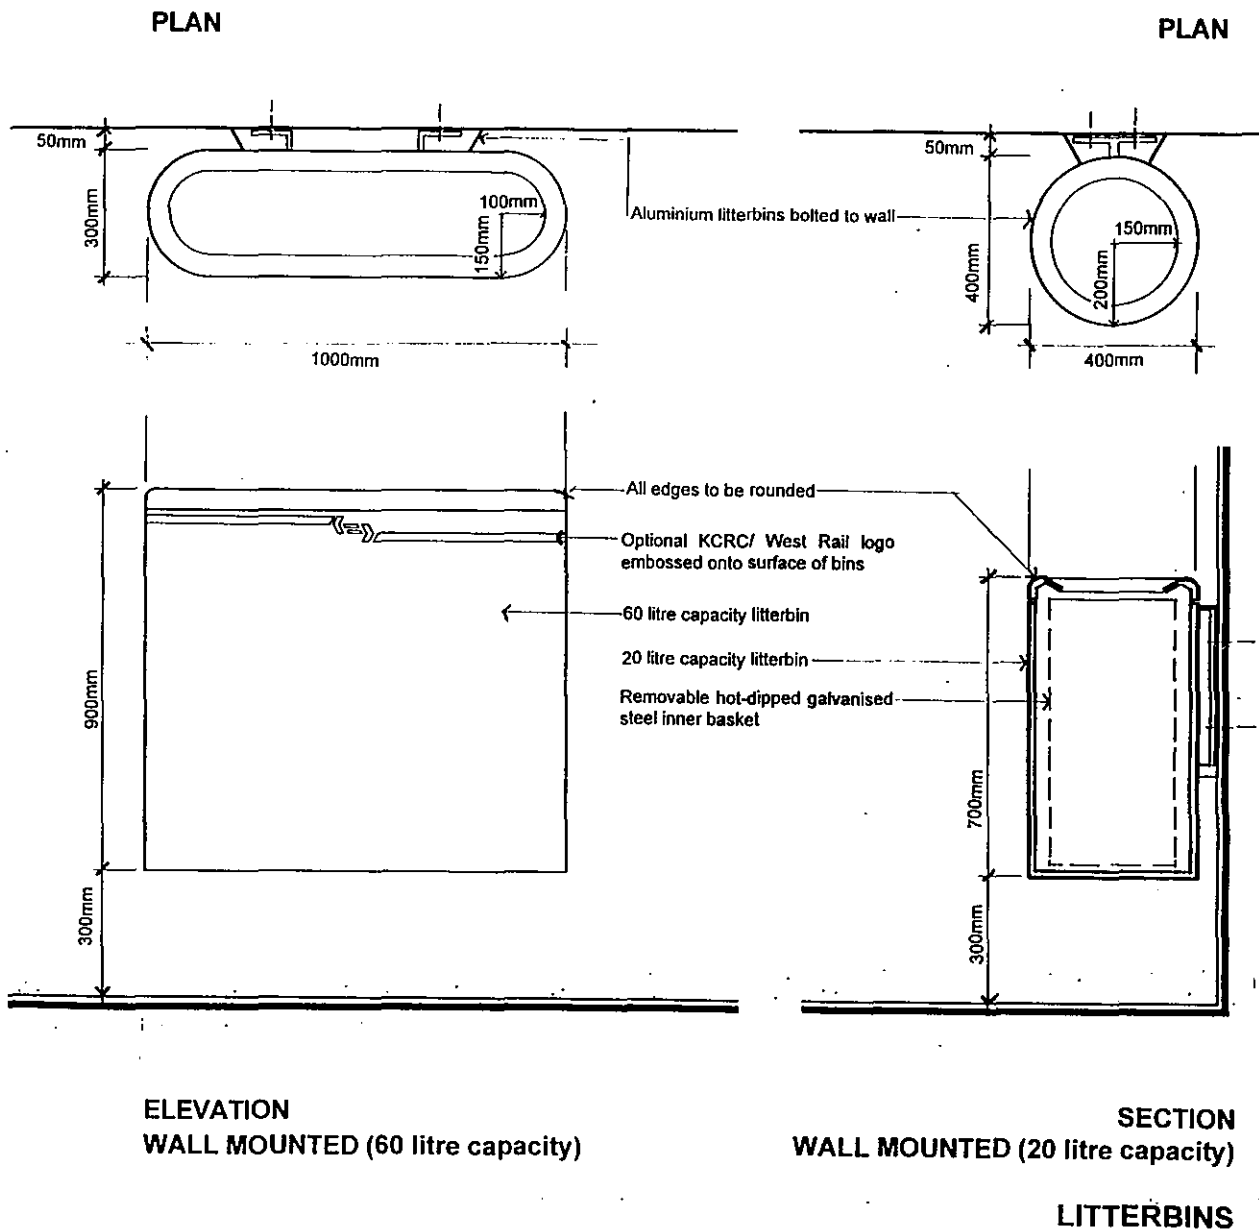 PLAN
PLAN
50mm
50mm
300mm
100mm
150mm
Aluminium litterbins bolted to wall
400mm
150mm
200mm
1000mm
400mm
All edges to be rounded
Optional KCRC/ West Rail logo
embossed onto surface of bins
60 litre capacity litterbin
20 litre capacity litterbin
Removable hot-dipped galvanised
steel inner basket
900mm
700mm
300mm
300mm
ELEVATION
WALL MOUNTED (60 litre capacity)
SECTION
WALL MOUNTED (20 litre capacity)
LITTERBINS